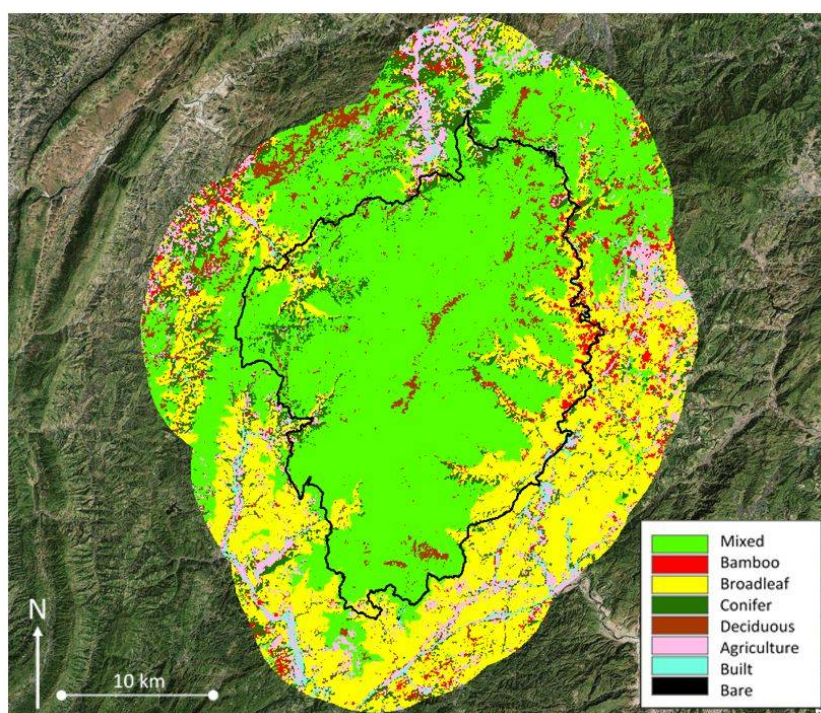 Mixed
Bamboo
Broadleaf
Conifer
Deciduous
Agriculture
Built
Bare
N
10 km